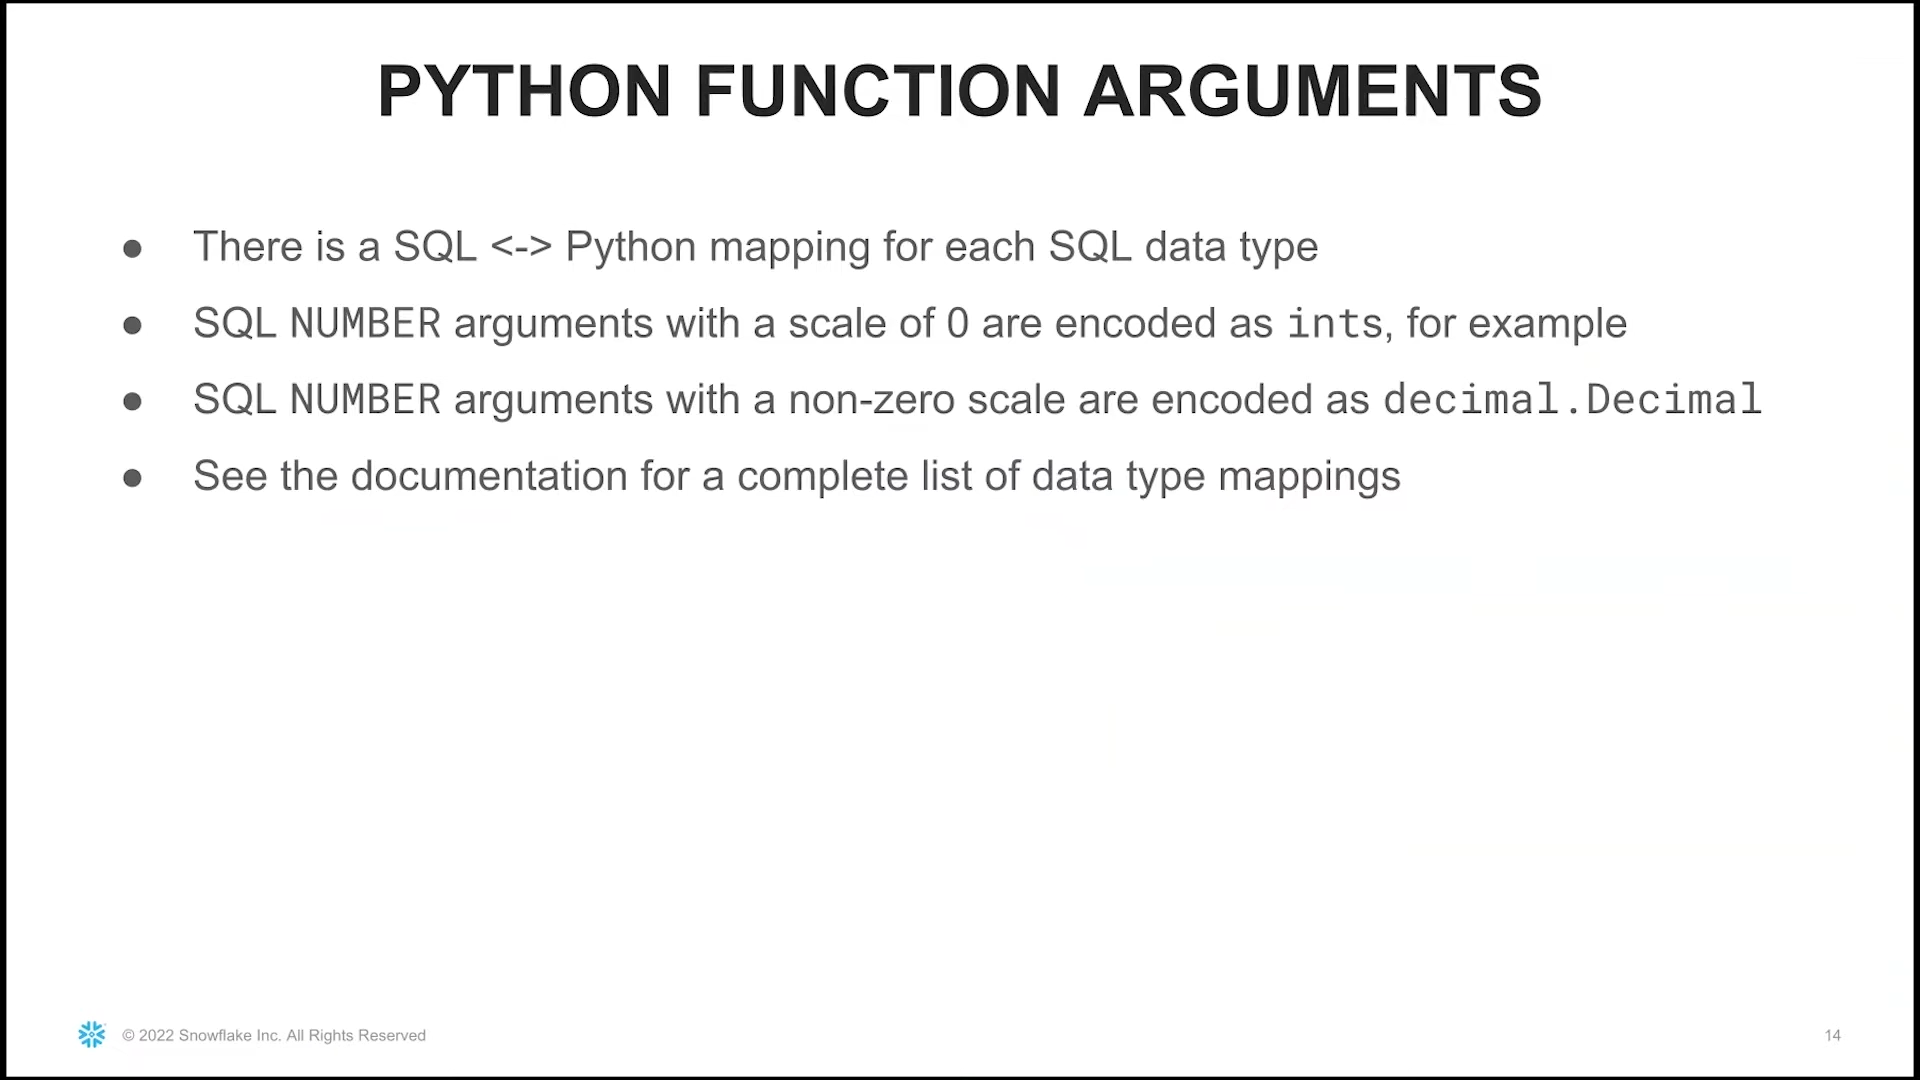 PYTHON FUNCTION ARGUMENTS
● There is a SQL <-> Python mapping for each SQL data type
● SQL NUMBER arguments with a scale of 0 are encoded as ints, for example
● SQL NUMBER arguments with a non-zero scale are encoded as decimal.Decimal
● See the documentation for a complete list of data type mappings
© 2022 Snowflake Inc. All Rights Reserved
14